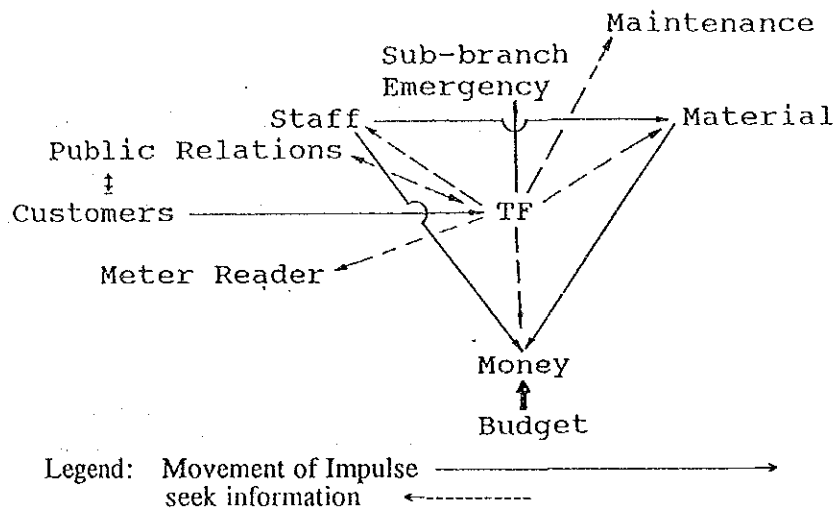 Maintenance
Sub-branch
Emergency
Staff
Material
Public Relations
Customers
TF
Meter Reader
Money
Budget
Legend: Movement of Impulse
seek information